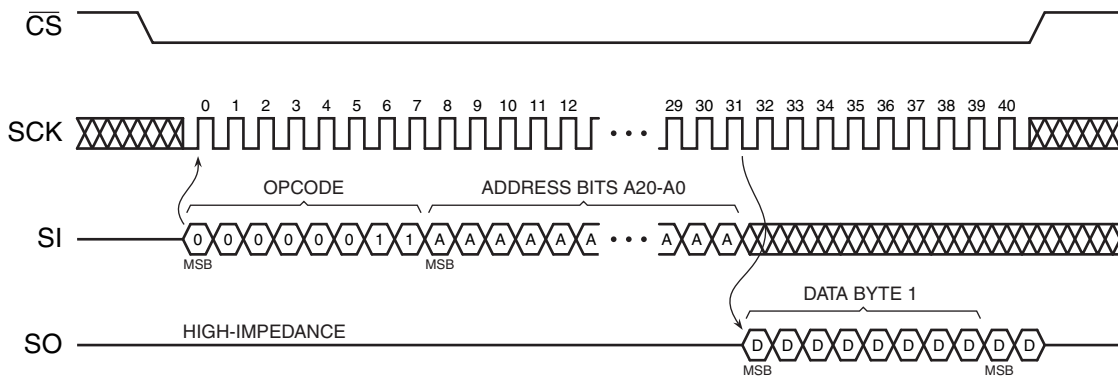 CS
0 1 2 3 4 5 6 7 8 9 10 11 12 29 30 31 32 33 34 35 36 37 38 39 40
SCK
OPCODE ADDRESS BITS A20-A0
SI 0 0 0 0 0 0 1 1 A A A A A A A A A
MSB MSB
DATA BYTE 1
HIGH-IMPEDANCE
SO D D D D D D D D D D
MSB MSB